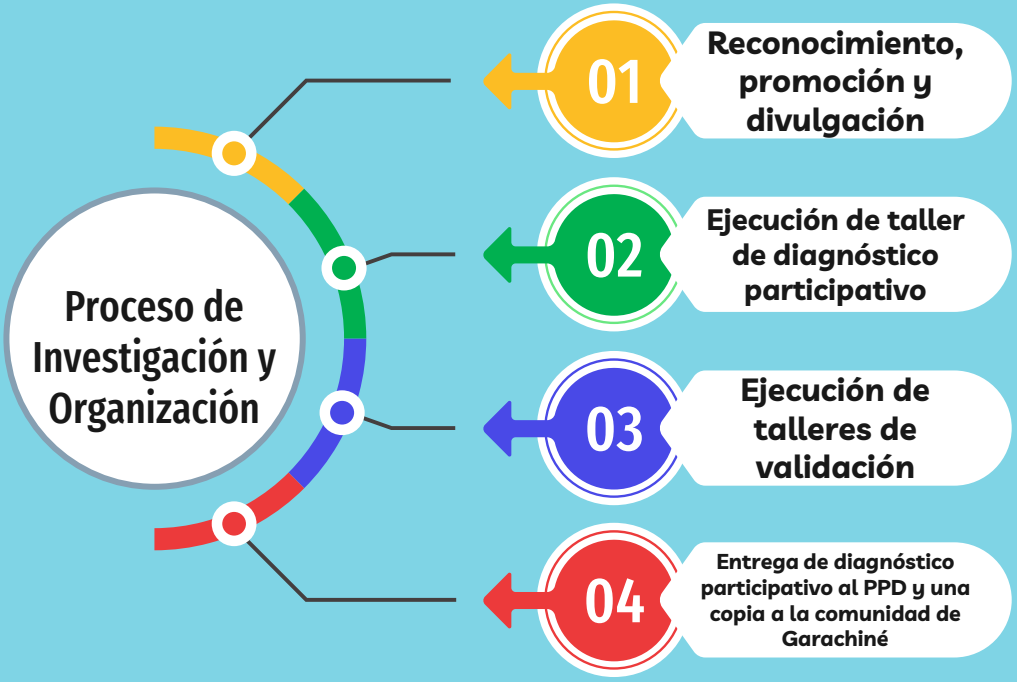 Proceso de
Investigación y
Organización
01
Reconocimiento,
promoción y
divulgación
02
Ejecución de taller
de diagnóstico
participativo
03
Ejecución de
talleres de
validación
04
Entrega de diagnóstico
participativo al PPD y una
copia a la comunidad de
Garachiné